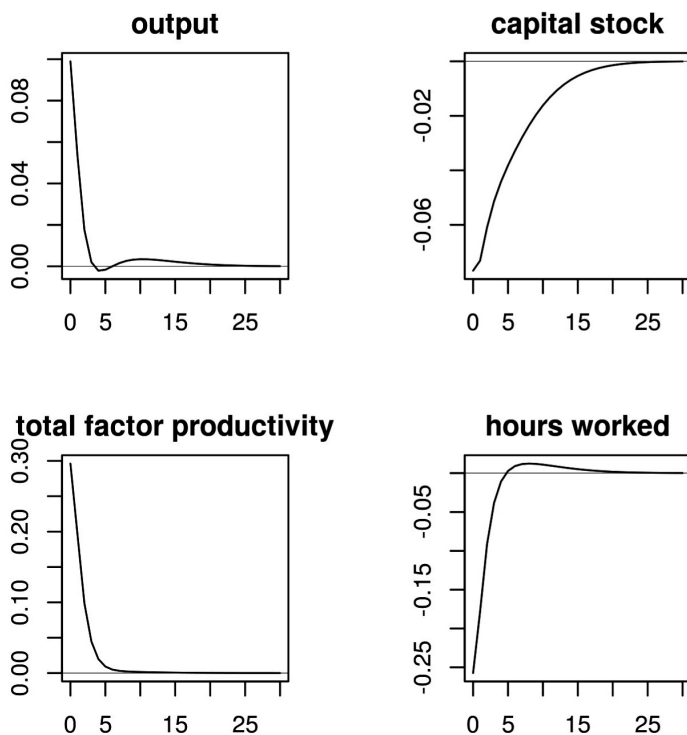 output
0.08
0.04
0.00
0 5 15 25
capital stock
-0.02
-0.06
0 5 15 25
total factor productivity
0.30
0.20
0.10
0.00
0 5 15 25
hours worked
-0.05
-0.15
-0.25
0 5 15 25